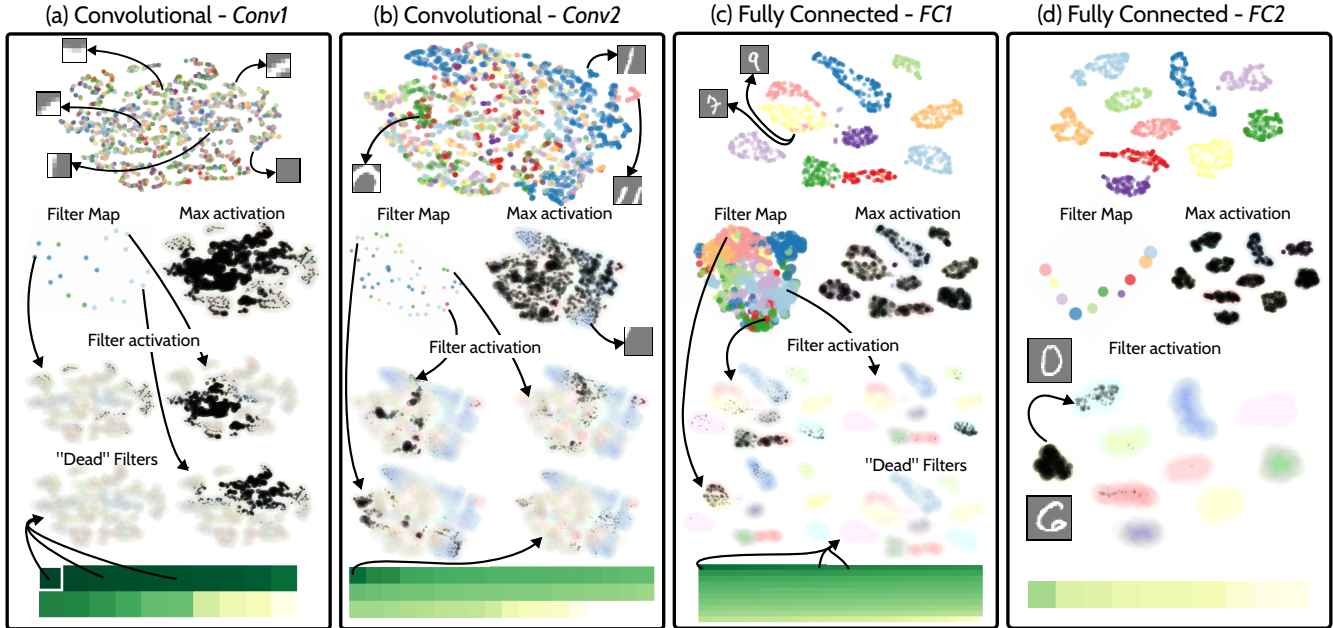 (a) Convolutional - Conv1
(b) Convolutional - Conv2
(c) Fully Connected - FC1
(d) Fully Connected - FC2
Filter Map
Max activation
Filter activation
"Dead" Filters
Filter Map
Max activation
Filter activation
Filter Map
Max activation
Filter activation
"Dead" Filters
Filter Map
Max activation
Filter activation